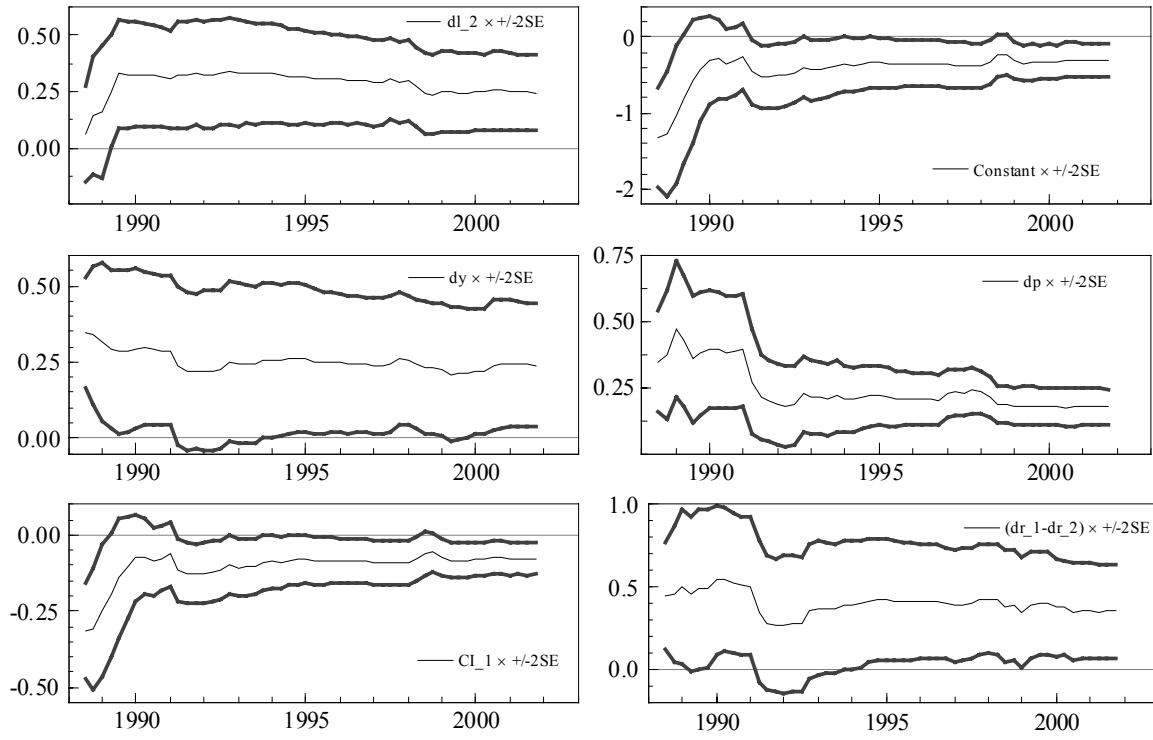 0.50
0.25
0.00
dl_2 × +/-2SE
1990 1995 2000
0
-1
-2
Constant × +/-2SE
1990 1995 2000
0.50
0.25
0.00
dy × +/-2SE
1990 1995 2000
0.75
0.50
0.25
dp × +/-2SE
1990 1995 2000
0.00
-0.25
-0.50
CI_1 × +/-2SE
1990 1995 2000
1.0
0.5
0.0
(dr_1-dr_2) × +/-2SE
1990 1995 2000